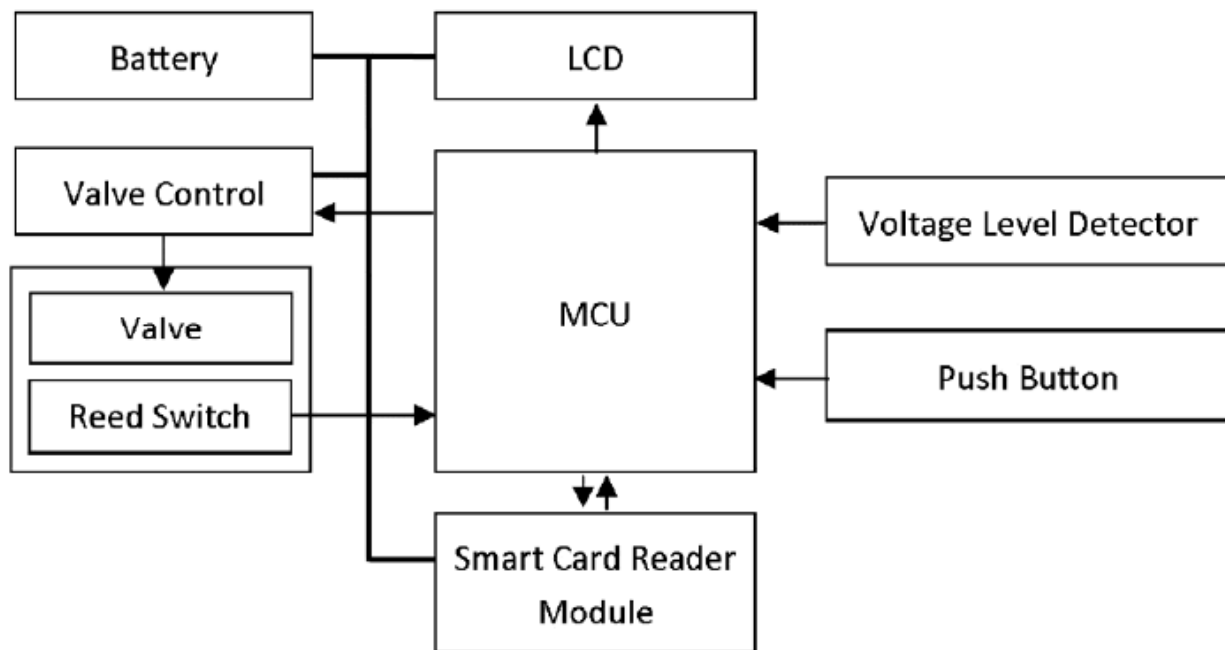 Battery
LCD
Valve Control
Voltage Level Detector
Valve
MCU
Push Button
Reed Switch
Smart Card Reader
Module